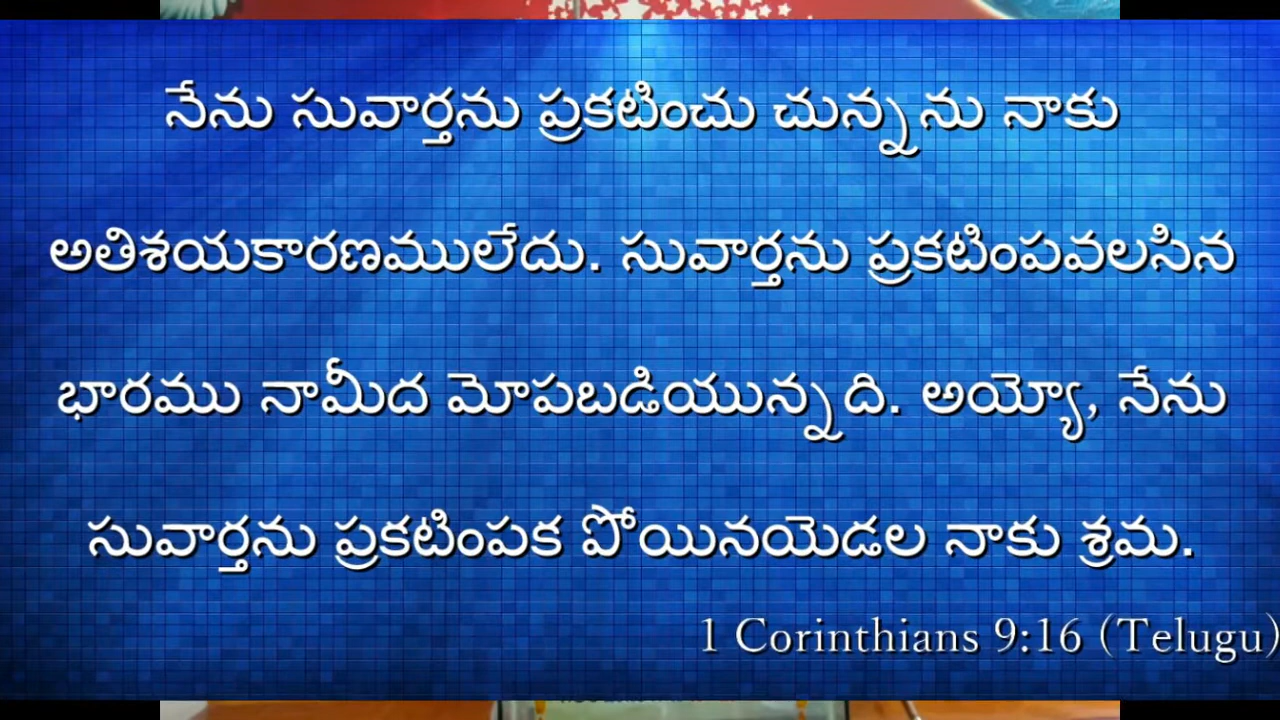 నేను సువార్తను ప్రకటించు చున్నను నాకు
అతిశయకారణములేదు. సువార్తను ప్రకటింపవలసిన
భారము నామీద మోపబడియున్నది. అయ్యో, నేను
సువార్తను ప్రకటింపక పోయినయెడల నాకు శ్రమ.
1 Corinthians 9:16 (Telugu)